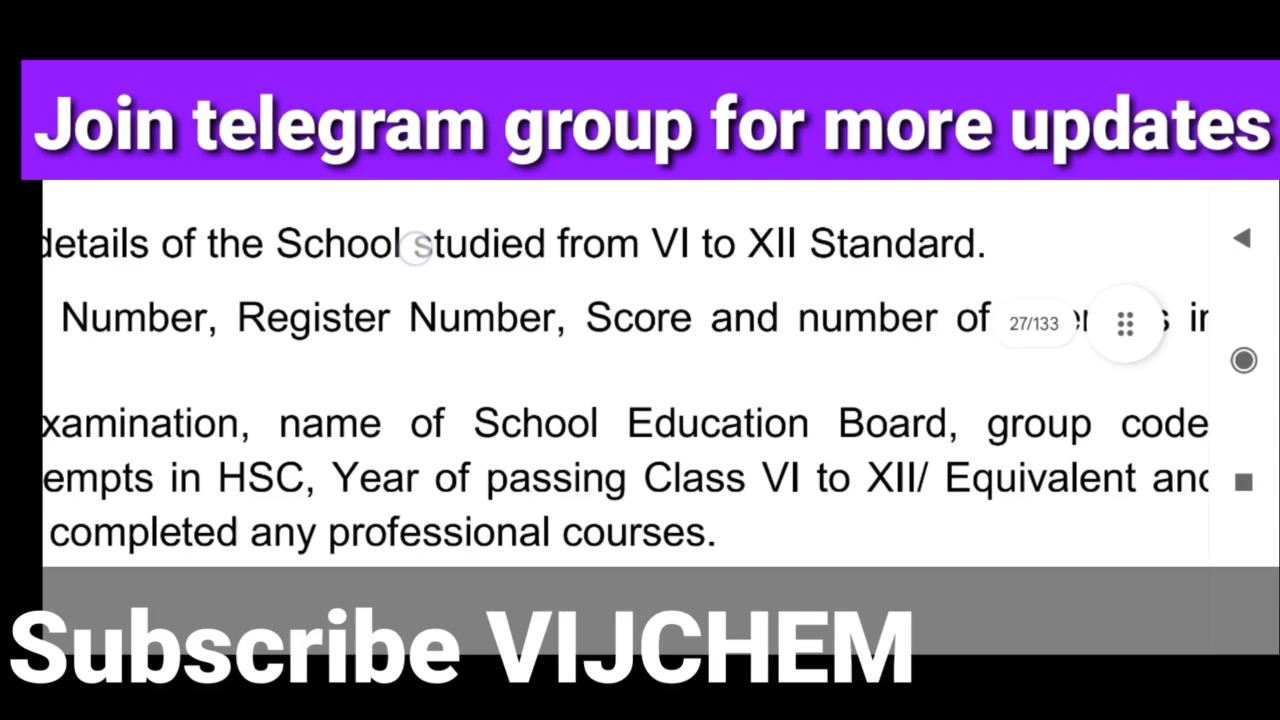 Join telegram group for more updates
details of the School studied from VI to XII Standard.
Number, Register Number, Score and number of
27/133
examination, name of School Education Board, group code
empts in HSC, Year of passing Class VI to XII/ Equivalent and
completed any professional courses.
Subscribe VIJCHEM